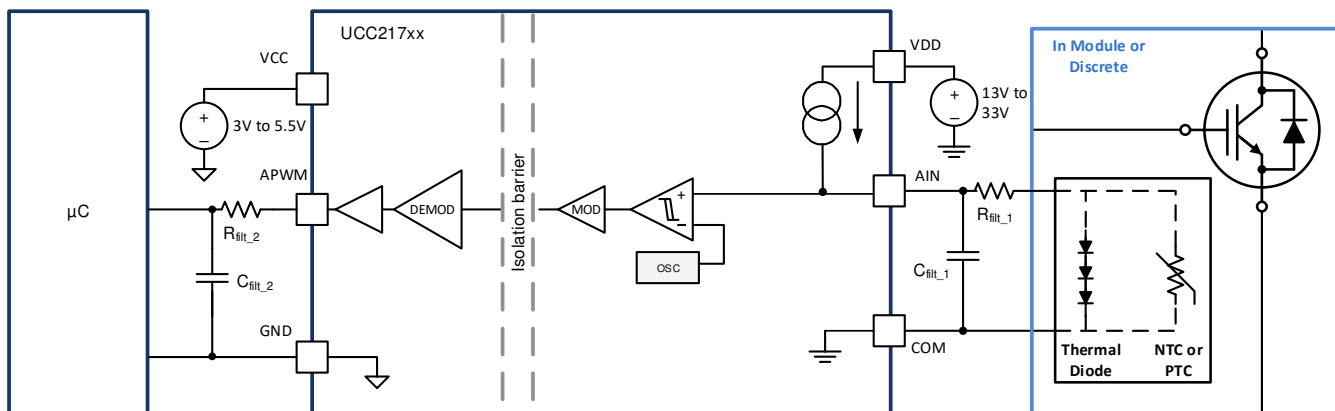 UCC217xx
In Module or
Discrete
VCC
VDD
3V to 5.5V
13V to
33V
APWM
AIN
µC
DEMOD
Isolation barrier
MOD
+
−
OSC
Rfilt_2
Cfilt_2
Rfilt_1
Cfilt_1
GND
COM
Thermal
Diode
NTC or
PTC